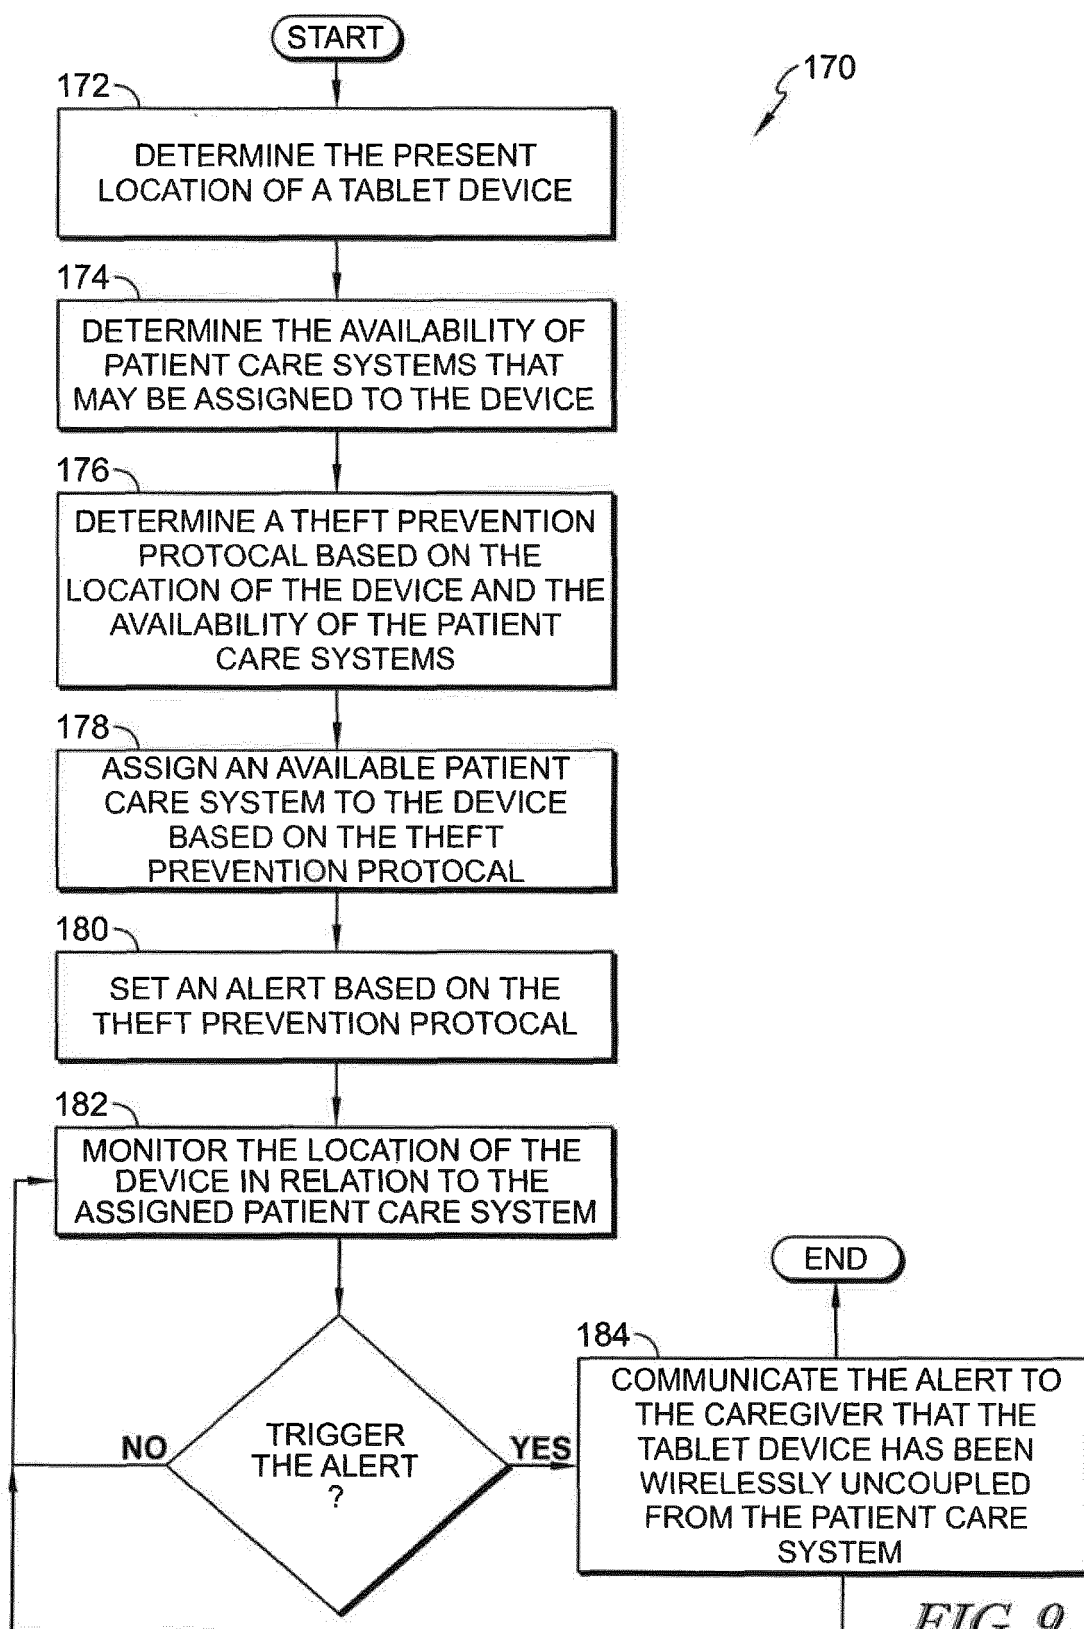 START
170
172
DETERMINE THE PRESENT
LOCATION OF A TABLET DEVICE
174
DETERMINE THE AVAILABILITY OF
PATIENT CARE SYSTEMS THAT
MAY BE ASSIGNED TO THE DEVICE
176
DETERMINE A THEFT PREVENTION
PROTOCAL BASED ON THE
LOCATION OF THE DEVICE AND THE
AVAILABILITY OF THE PATIENT
CARE SYSTEMS
178
ASSIGN AN AVAILABLE PATIENT
CARE SYSTEM TO THE DEVICE
BASED ON THE THEFT
PREVENTION PROTOCAL
180
SET AN ALERT BASED ON THE
THEFT PREVENTION PROTOCAL
182
MONITOR THE LOCATION OF THE
DEVICE IN RELATION TO THE
ASSIGNED PATIENT CARE SYSTEM
TRIGGER
THE ALERT
?
NO
YES
END
184
COMMUNICATE THE ALERT TO
THE CAREGIVER THAT THE
TABLET DEVICE HAS BEEN
WIRELESSLY UNCOUPLED
FROM THE PATIENT CARE
SYSTEM
FIG. 9